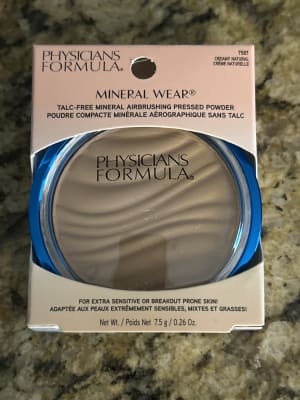 PHYSICIANS
FORMULA®
7587
CREAMY NATURAL
CRÈME NATURELLE
MINERAL WEAR®
TALC-FREE MINERAL AIRBRUSHING PRESSED POWDER
POUDRE COMPACTE MINÉRALE AÉROGRAPHIQUE SANS TALC
PHYSICIANS
FORMULA®
FOR EXTRA SENSITIVE OR BREAKOUT PRONE SKIN!
ADAPTÉE AUX PEAUX EXTRÊMEMENT SENSIBLES, MIXTES ET GRASSES!
Net Wt. / Poids Net 7.5 g / 0.26 Oz.